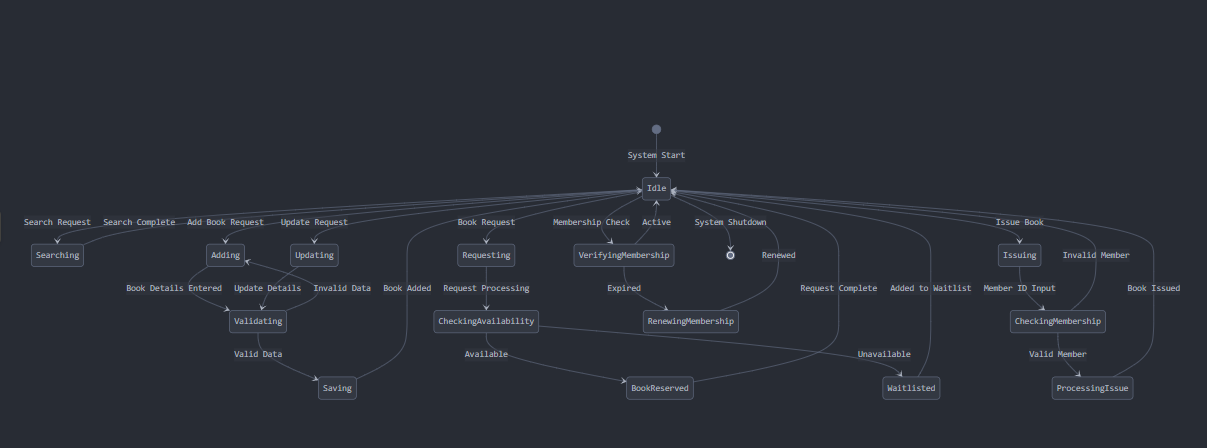 System Start
Idle
Search Request
Search Complete
Add Book Request
Update Request
Book Request
Membership Check
Active
System Shutdown
Issue Book
Searching
Adding
Updating
Requesting
VerifyingMembership
Renewed
Issuing
Invalid Member
Book Details Entered
Update Details
Invalid Data
Book Added
Request Processing
Expired
Request Complete
Added to Waitlist
Member ID Input
Book Issued
Validating
CheckingAvailability
RenewingMembership
CheckingMembership
Valid Data
Available
Unavailable
Valid Member
Saving
BookReserved
Waitlisted
ProcessingIssue